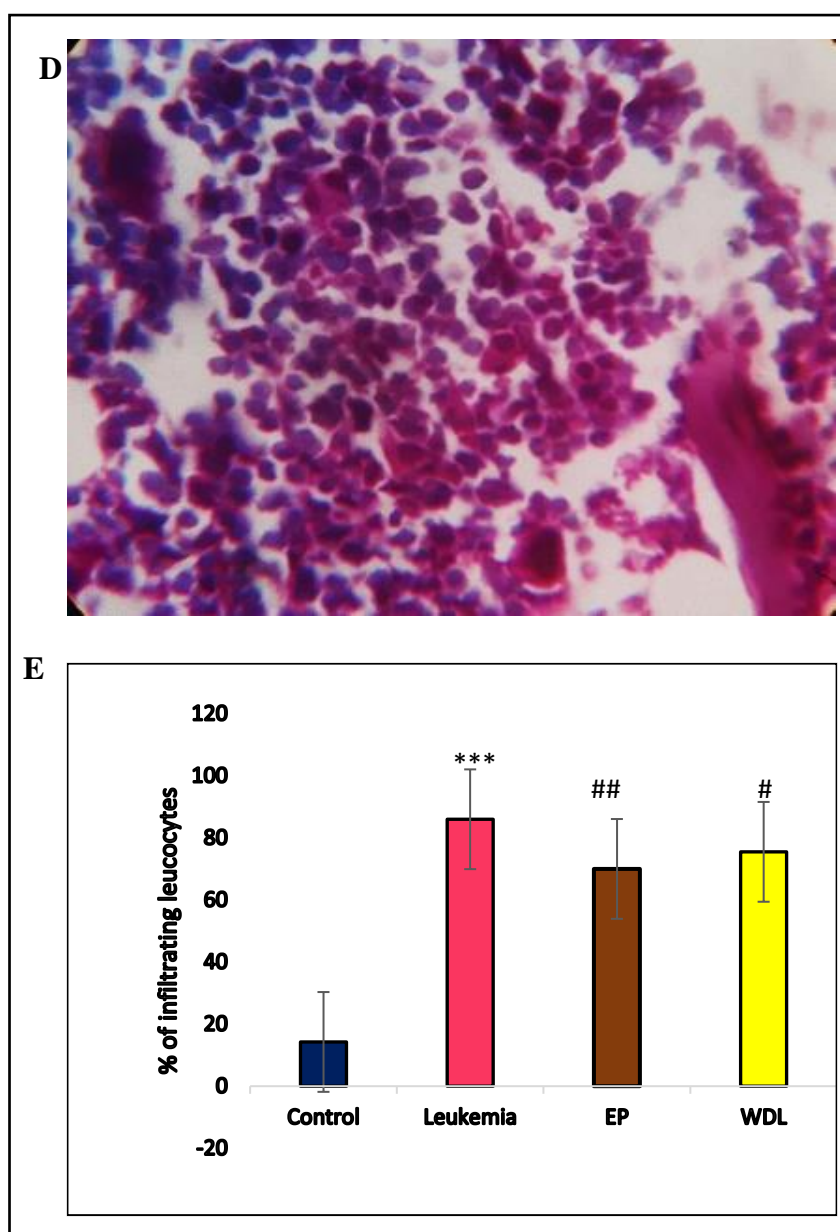 D
E
120
100
80
60
40
20
0
-20
% of infiltrating leucocytes
***
##
#
Control Leukemia EP WDL